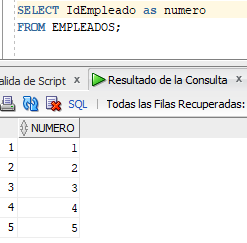 SELECT IdEmpleado as numero
FROM EMPLEADOS;
alida de Script × Resultado de la Consulta ×
SQL | Todas las Filas Recuperadas:
NUMERO
1 1
2 2
3 3
4 4
5 5